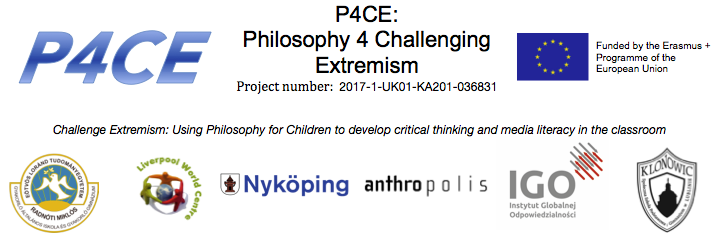 P4CE
P4CE:
Philosophy 4 Challenging
Extremism
Project number: 2017-1-UK01-KA201-036831
Funded by the Erasmus +
Programme of the
European Union
Challenge Extremism: Using Philosophy for Children to develop critical thinking and media literacy in the classroom
EÖTVÖS LORÁND TUDOMÁNYEGYETEM
RADNÓTI MIKLÓS
Liverpool World
Centre
Nyköping
anthropolis
IGO
Instytut Globalnej
Odpowiedzialności
KLONOWIC